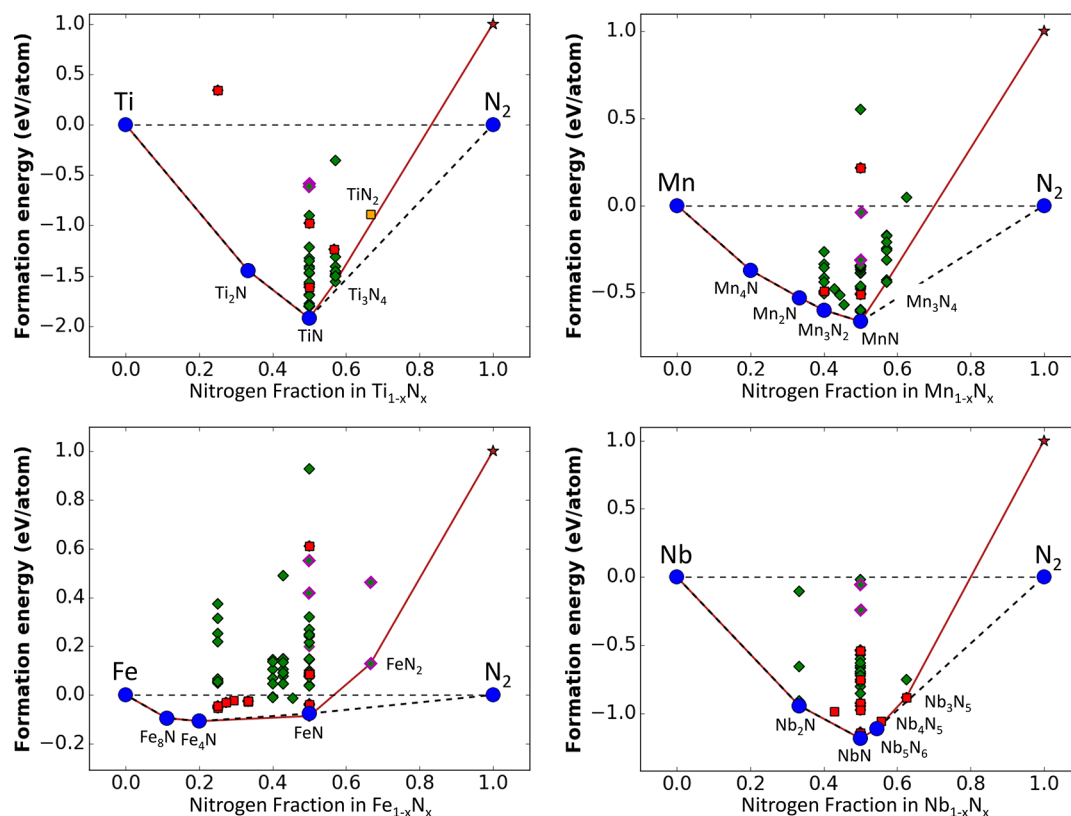 Formation energy (eV/atom)
1.0
0.5
0.0
−0.5
−1.0
−1.5
−2.0
Ti
N2
TiN2
Ti2N
Ti3N4
TiN
0.0 0.2 0.4 0.6 0.8 1.0
Nitrogen Fraction in Ti1-xNx
Formation energy (eV/atom)
1.0
0.5
0.0
−0.5
Mn
N2
Mn4N
Mn2N
Mn3N2
MnN
Mn3N4
0.0 0.2 0.4 0.6 0.8 1.0
Nitrogen Fraction in Mn1-xNx
Formation energy (eV/atom)
1.0
0.8
0.6
0.4
0.2
0.0
−0.2
Fe
N2
FeN2
Fe8N
Fe4N
FeN
0.0 0.2 0.4 0.6 0.8 1.0
Nitrogen Fraction in Fe1-xNx
Formation energy (eV/atom)
1.0
0.5
0.0
−0.5
−1.0
Nb
N2
Nb3N5
Nb2N
Nb4N5
Nb5N6
NbN
0.0 0.2 0.4 0.6 0.8 1.0
Nitrogen Fraction in Nb1-xNx